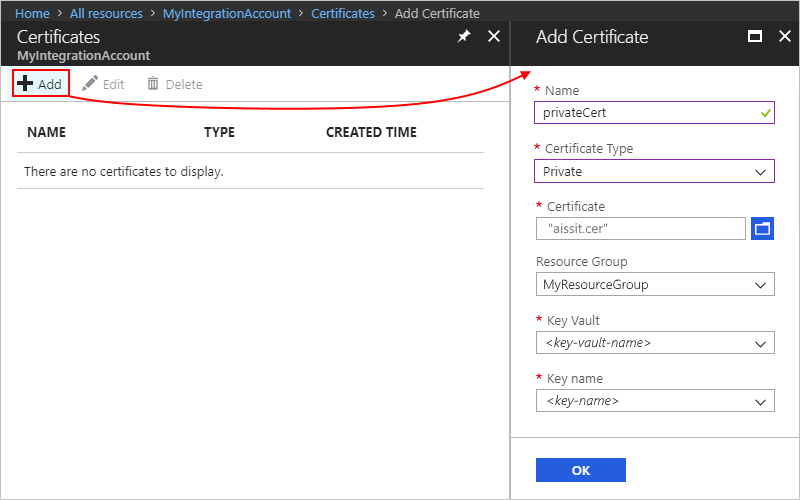 Home > All resources > MyIntegrationAccount > Certificates > Add Certificate
Certificates
MyIntegrationAccount
Add Edit Delete
NAME TYPE CREATED TIME
There are no certificates to display.
Add Certificate
* Name
privateCert
* Certificate Type
Private
* Certificate
"aissit.cer"
Resource Group
MyResourceGroup
* Key Vault
<key-vault-name>
* Key name
<key-name>
OK